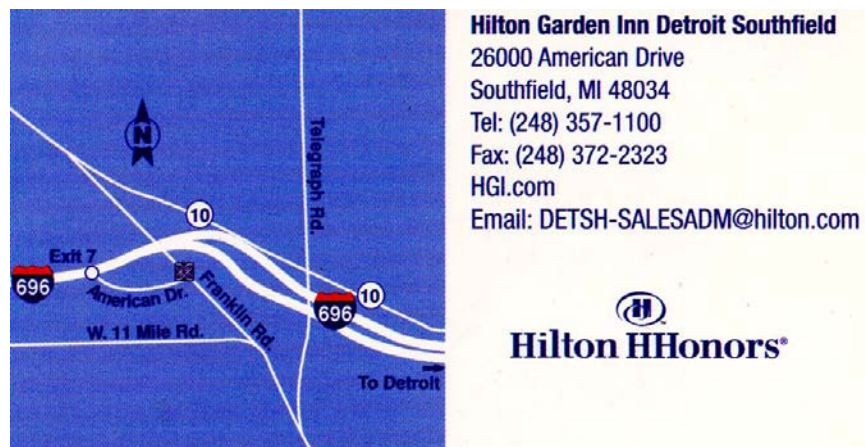 Hilton Garden Inn Detroit Southfield
26000 American Drive
Southfield, MI 48034
Tel: (248) 357-1100
Fax: (248) 372-2323
HGI.com
Email: DETSH-SALESADM@hilton.com
H
Hilton HHonors®
N
Telegraph Rd.
10
Exit 7
696
American Dr.
Franklin Rd.
10
696
W. 11 Mile Rd.
To Detroit